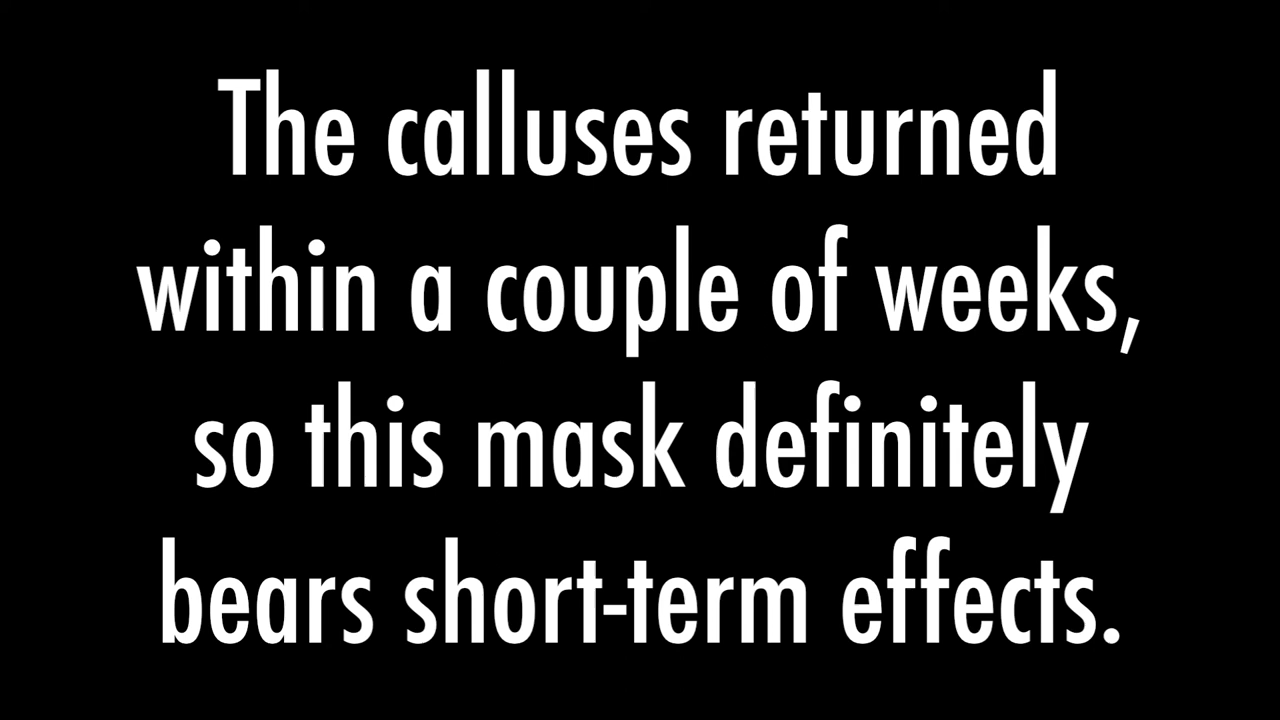 The calluses returned
within a couple of weeks,
so this mask definitely
bears short-term effects.